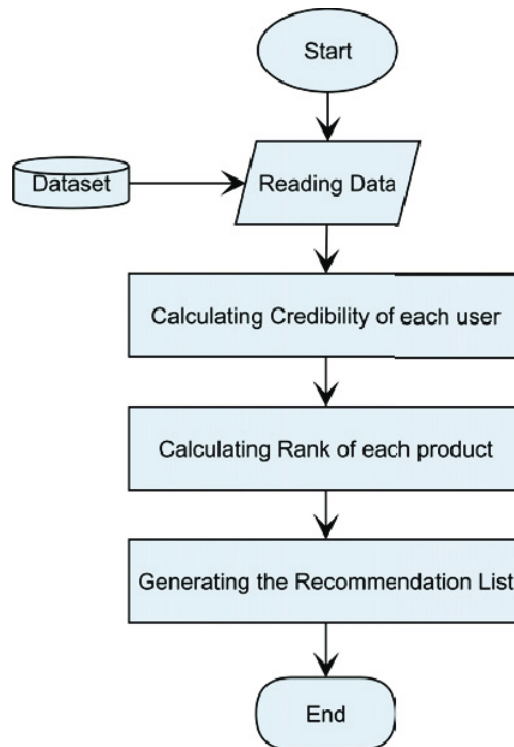 Start
Dataset
Reading Data
Calculating Credibility of each user
Calculating Rank of each product
Generating the Recommendation List
End